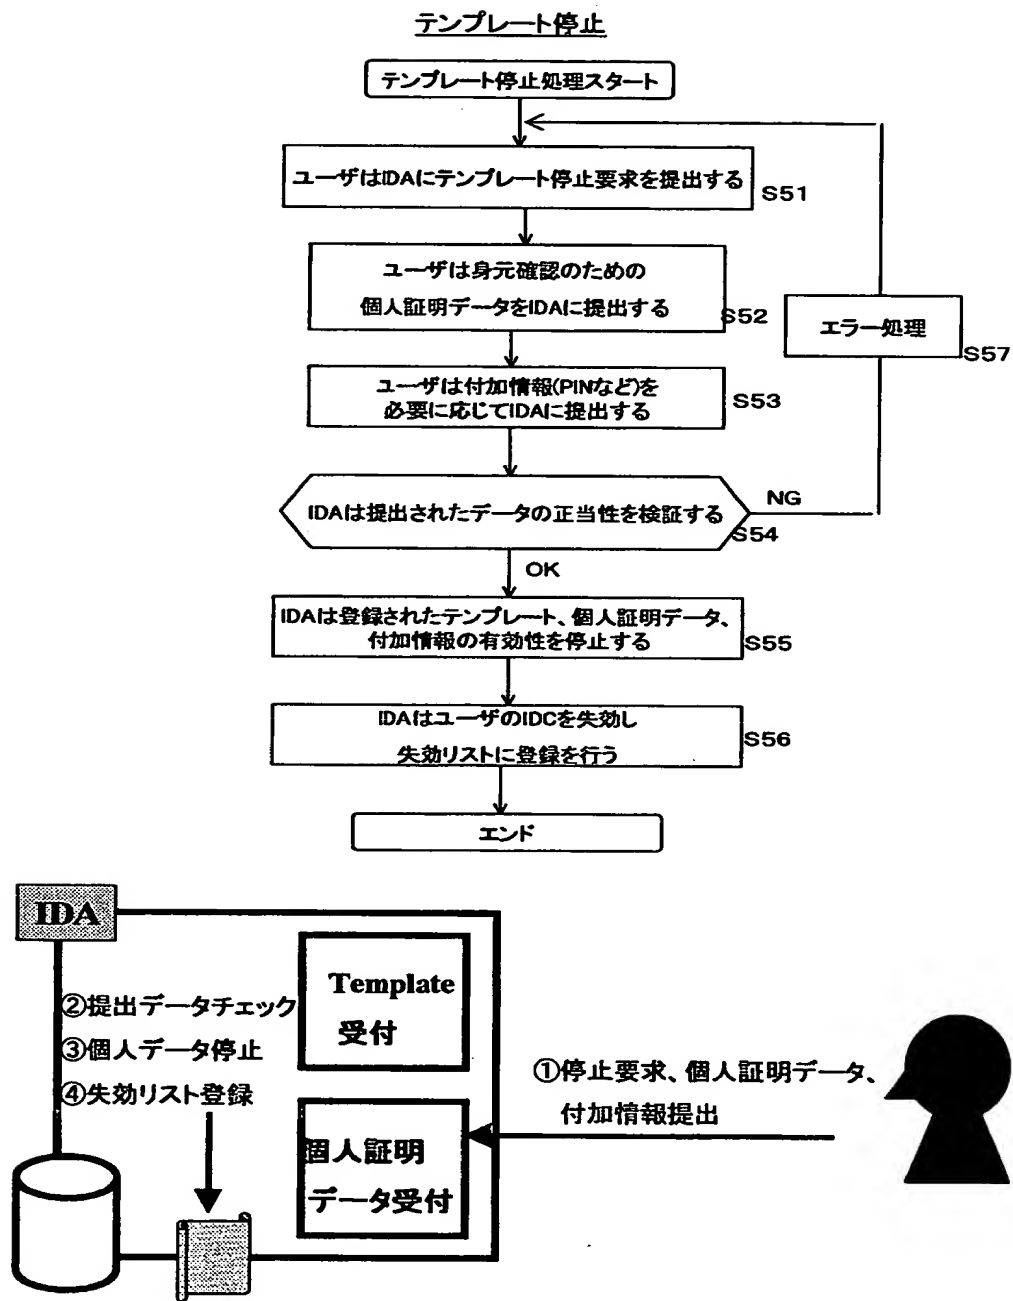 テンプレート停止
テンプレート停止処理スタート
ユーザはIDAにテンプレート停止要求を提出する
S51
ユーザは身元確認のための
個人証明データをIDAに提出する
S52
エラー処理
S57
ユーザは付加情報(PINなど)を
必要に応じてIDAに提出する
S53
IDAは提出されたデータの正当性を検証する
S54
NG
OK
IDAは登録されたテンプレート、個人証明データ、
付加情報の有効性を停止する
S55
IDAはユーザのIDCを失効し
失効リストに登録を行う
S56
エンド
IDA
Template
受付
②提出データチェック
③個人データ停止
④失効リスト登録
①停止要求、個人証明データ、
付加情報提出
個人証明
データ受付